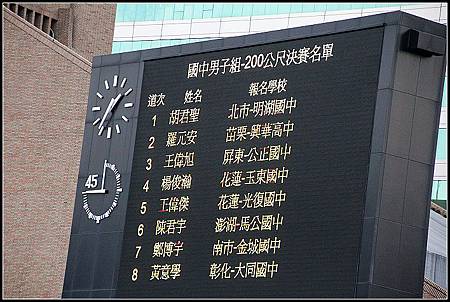 國中男子組-200公尺決賽名單
道次 姓名 報名學校
1 胡君聖 北市-明湖國中
2 羅元安 苗栗-興華高中
3 王偉旭 屏東-公正國中
4 楊俊瀚 花蓮-玉東國中
5 王偉傑 花蓮-光復國中
6 陳君宇 澎湖-馬公國中
7 鄭博宇 南市-金城國中
8 黃意學 彰化-大同國中
45